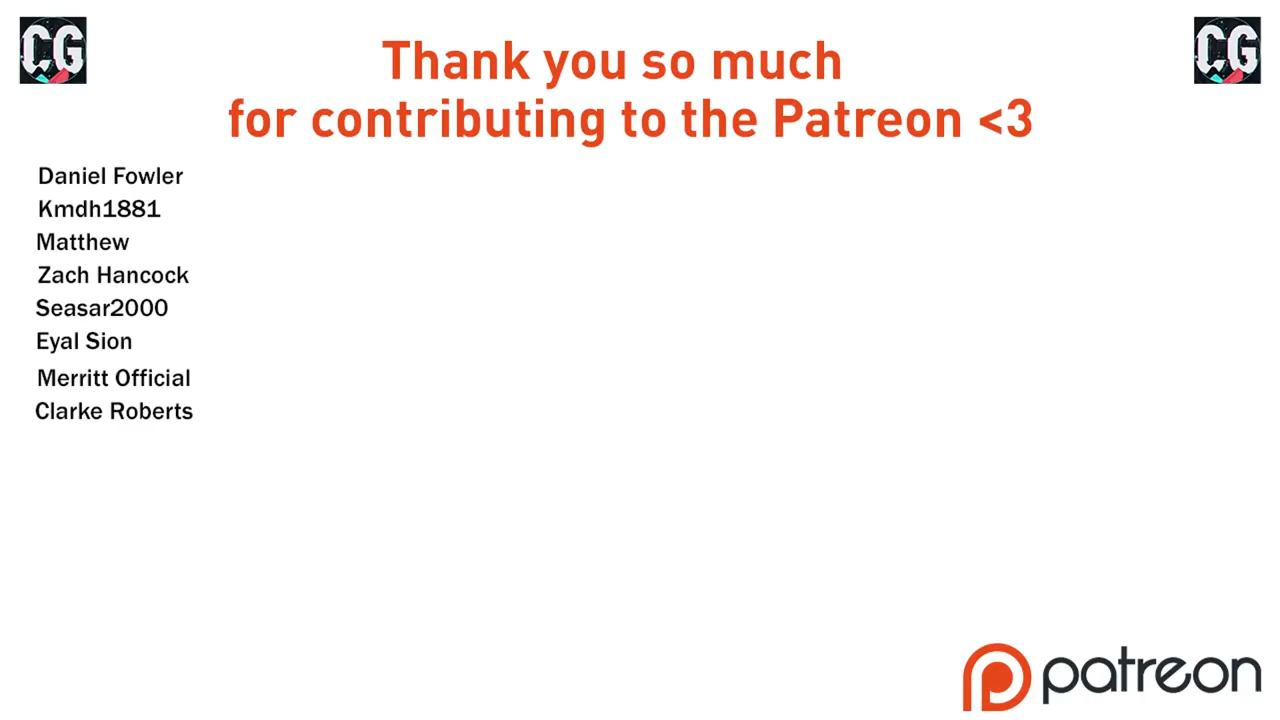 CG
CG
Thank you so much
for contributing to the Patreon <3
Daniel Fowler
Kmdh1881
Matthew
Zach Hancock
Seasar2000
Eyal Sion
Merritt Official
Clarke Roberts
patreon